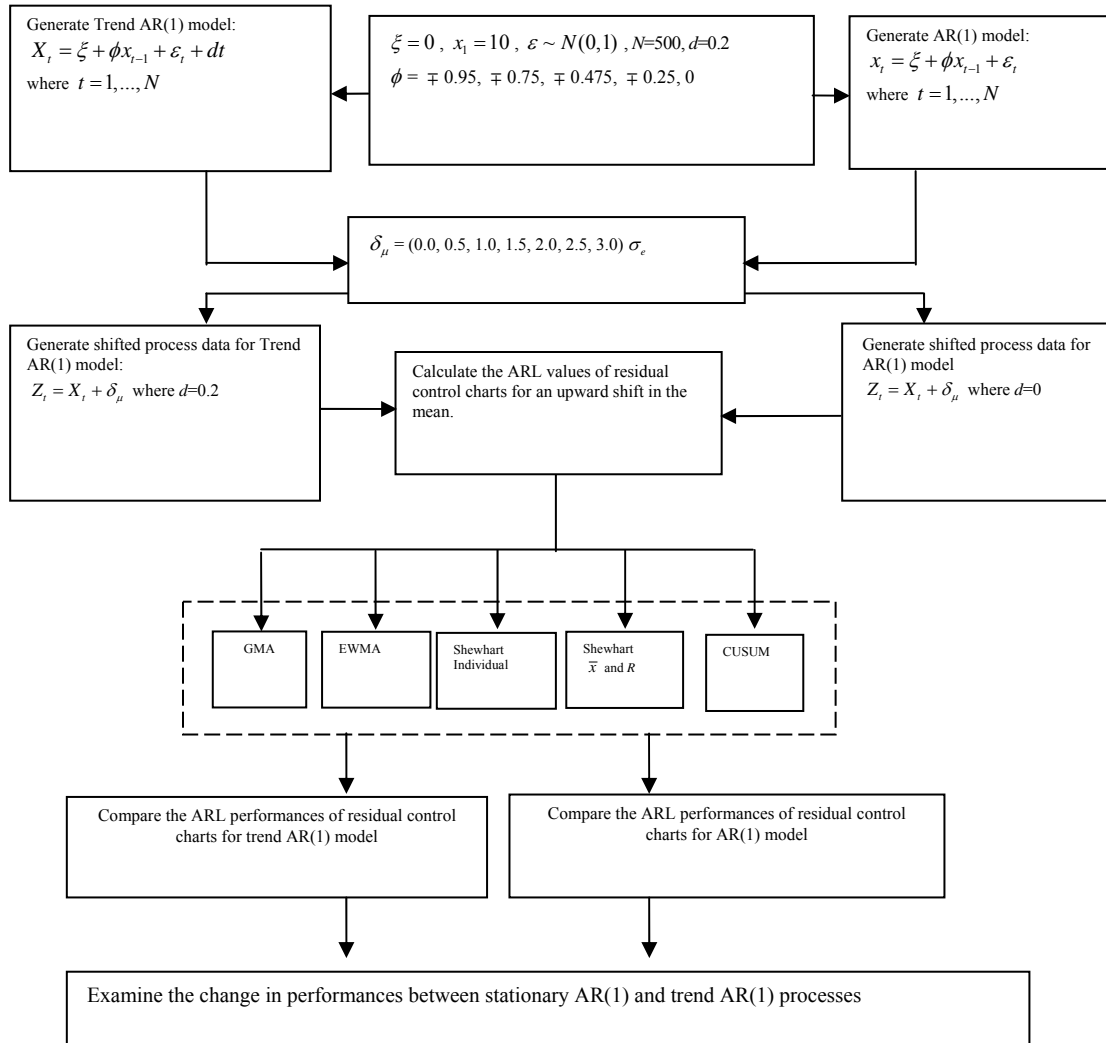 Generate Trend AR(1) model:
X_t = ξ + ϕx_{t−1} + ε_t + dt
where t = 1,...,N
ξ = 0 , x_1 = 10 , ε ~ N(0,1) , N=500, d=0.2
ϕ = ∓ 0.95, ∓ 0.75, ∓ 0.475, ∓ 0.25, 0
Generate AR(1) model:
x_t = ξ + ϕx_{t−1} + ε_t
where t = 1,...,N
δ_μ = (0.0, 0.5, 1.0, 1.5, 2.0, 2.5, 3.0) σ_e
Generate shifted process data for Trend
AR(1) model:
Z_t = X_t + δ_μ where d=0.2
Calculate the ARL values of residual
control charts for an upward shift in the
mean.
Generate shifted process data for
AR(1) model
Z_t = X_t + δ_μ where d=0
GMA
EWMA
Shewhart
Individual
Shewhart
x̄ and R
CUSUM
Compare the ARL performances of residual control
charts for trend AR(1) model
Compare the ARL performances of residual control
charts for AR(1) model
Examine the change in performances between stationary AR(1) and trend AR(1) processes